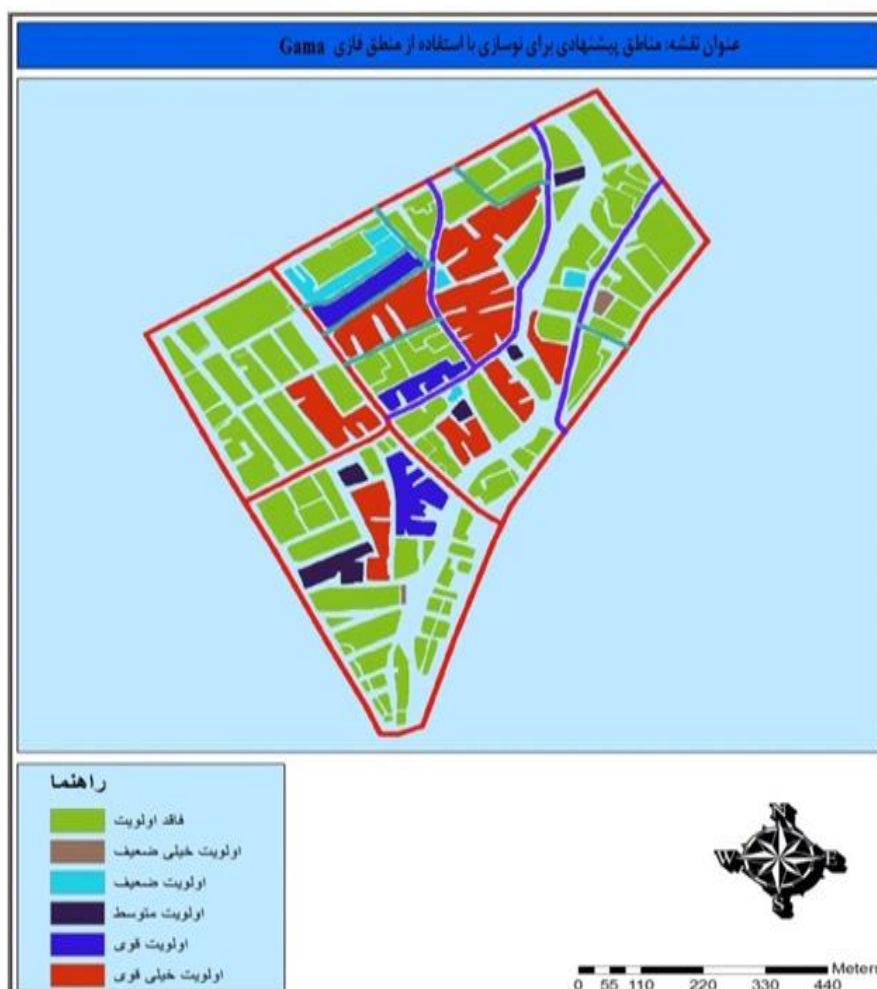 عنوان نقشه: مناطق پیشنهادی برای نوسازی با استفاده از منطق فازی Gama
راهنما
فاقد اولویت
اولویت خیلی ضعیف
اولویت ضعیف
اولویت متوسط
اولویت قوی
اولویت خیلی قوی
N
W E
S
Meters
0 55 110 220 330 440